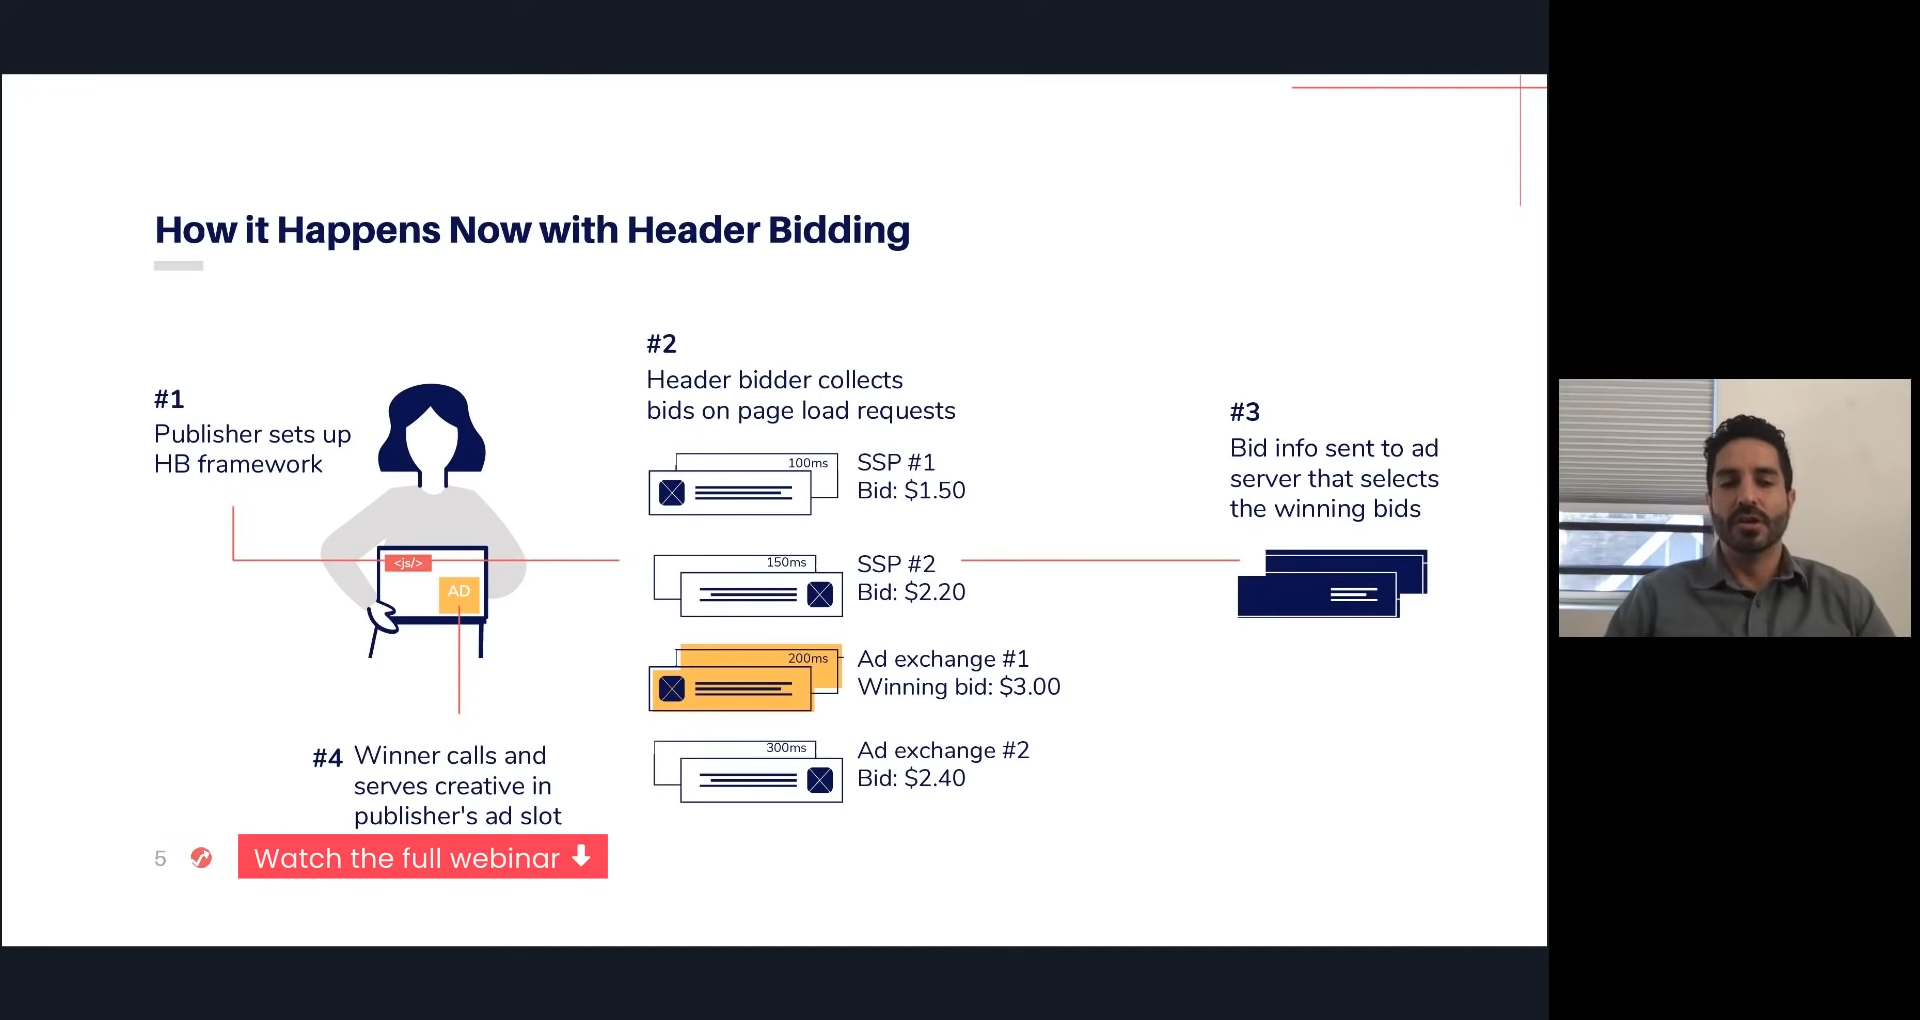 How it Happens Now with Header Bidding
#1
Publisher sets up
HB framework
<js/>
AD
#2
Header bidder collects
bids on page load requests
100ms
SSP #1
Bid: $1.50
150ms
SSP #2
Bid: $2.20
200ms
Ad exchange #1
Winning bid: $3.00
300ms
Ad exchange #2
Bid: $2.40
#3
Bid info sent to ad
server that selects
the winning bids
#4 Winner calls and
serves creative in
publisher's ad slot
5
Watch the full webinar